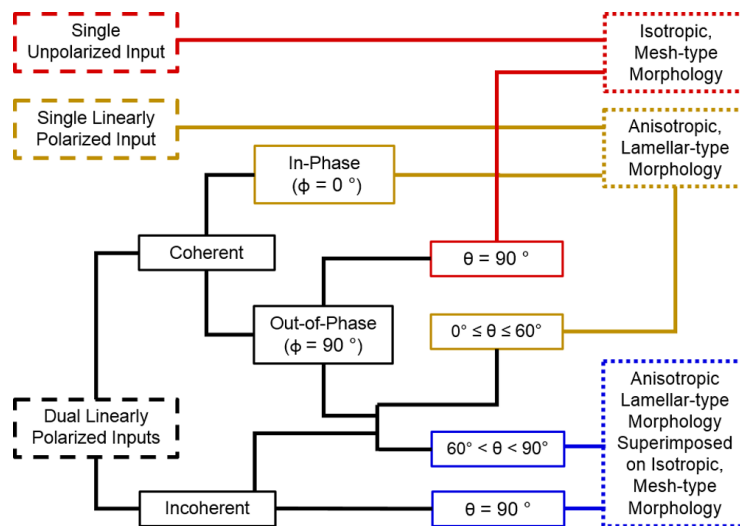 Single
Unpolarized Input
Isotropic,
Mesh-type
Morphology
Single Linearly
Polarized Input
Anisotropic,
Lamellar-type
Morphology
In-Phase
(ϕ = 0 °)
Coherent
θ = 90 °
Out-of-Phase
(ϕ = 90 °)
0° ≤ θ ≤ 60°
Dual Linearly
Polarized Inputs
Anisotropic
Lamellar-type
Morphology
Superimposed
on Isotropic,
Mesh-type
Morphology
60° < θ < 90°
Incoherent
θ = 90 °